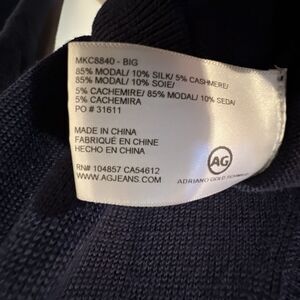 MKC8840 - BIG
85% MODAL/ 10% SILK/ 5% CASHMERE/
85% MODAL/ 10% SOIE/
5% CACHEMIRE/ 85% MODAL/ 10% SEDA/
5% CACHEMIRA
PO # 31611
MADE IN CHINA
FABRIQUÉ EN CHINE
HECHO EN CHINA
RN# 104857 CA54612
WWW.AGJEANS.COM
AG
ADRIANO GOLDSCHMIED